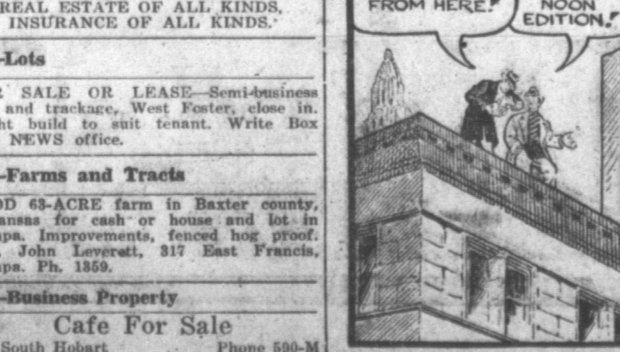 REAL ESTATE OF ALL KINDS,
INSURANCE OF ALL KINDS.
-Lots
SALE OR LEASE—Semi-business
and trackage, West Foster, close in.
build to suit tenant. Write Box
NEWS office.
-Farms and Tracts
63-ACRE farm in Baxter county,
for cash or house and lot in
Improvements, fenced hog proof.
John Leverett, 317 East Francis,
Ph. 1359.
-Business Property
Cafe For Sale
South Hobart Phone 590-M
FROM HERE!
NOON
EDITION!